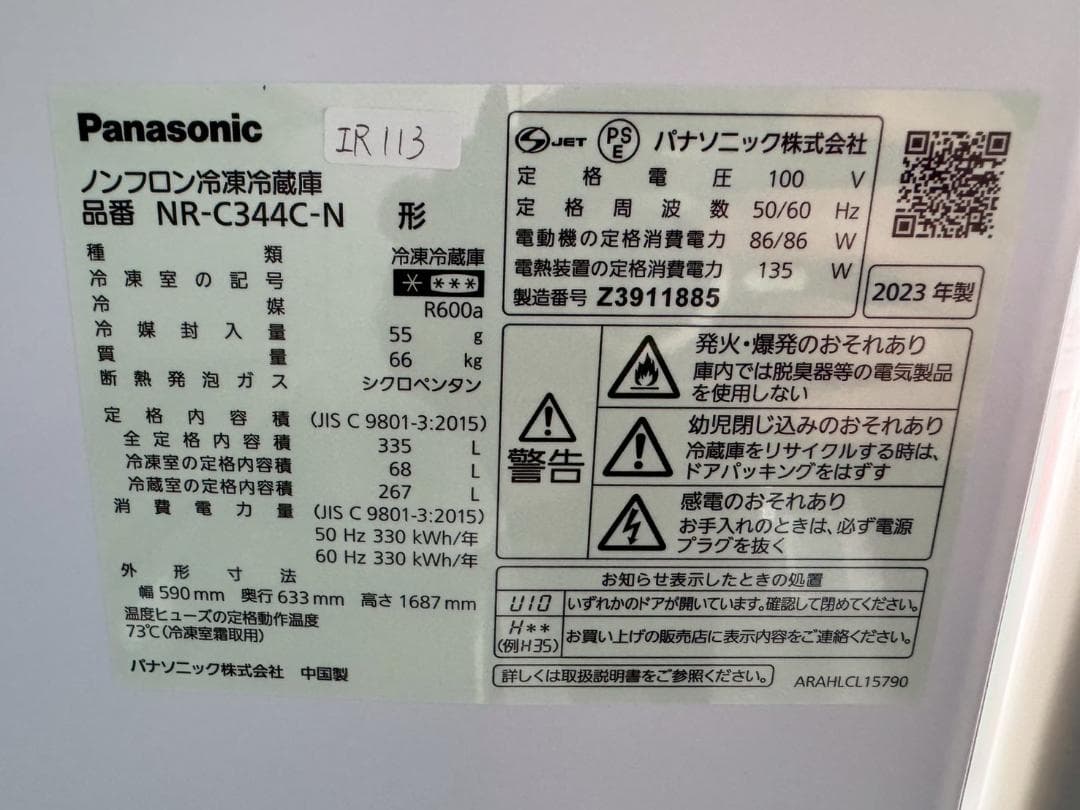 Panasonic
IR113
ノンフロン冷凍冷蔵庫
品番 NR-C344C-N 形
種類 冷凍冷蔵庫
冷凍室の記号
冷媒 R600a
冷媒封入量 55 g
質量 66 kg
断熱発泡ガス シクロペンタン
定格内容積 (JIS C 9801-3:2015)
全定格内容積 335 L
冷凍室の定格内容積 68 L
冷蔵室の定格内容積 267 L
消費電力量 (JIS C 9801-3:2015)
50 Hz 330 kWh/年
60 Hz 330 kWh/年
外形寸法
幅 590 mm 奥行 633 mm 高さ 1687 mm
温度ヒューズの定格動作温度
73℃(冷凍室霜取用)
パナソニック株式会社 中国製
JET PSE パナソニック株式会社
定格電圧 100 V
定格周波数 50/60 Hz
電動機の定格消費電力 86/86 W
電熱装置の定格消費電力 135 W
製造番号 Z3911885
2023 年製
警告
発火・爆発のおそれあり
庫内では脱臭器等の電気製品
を使用しない
幼児閉じ込みのおそれあり
冷蔵庫をリサイクルする時は、
ドアパッキングをはずす
感電のおそれあり
お手入れのときは、必ず電源
プラグを抜く
お知らせ表示したときの処置
U10 いずれかのドアが開いています。確認して閉めてください。
H** (例H35) お買い上げの販売店に表示内容をご連絡ください。
詳しくは取扱説明書をご参照ください。
ARAHLCL15790